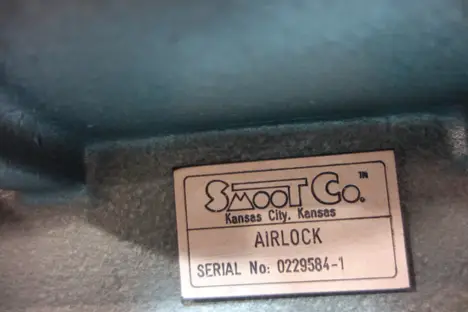 SMOOT CO.™
Kansas City, Kansas
AIRLOCK
SERIAL No: 0229584-1